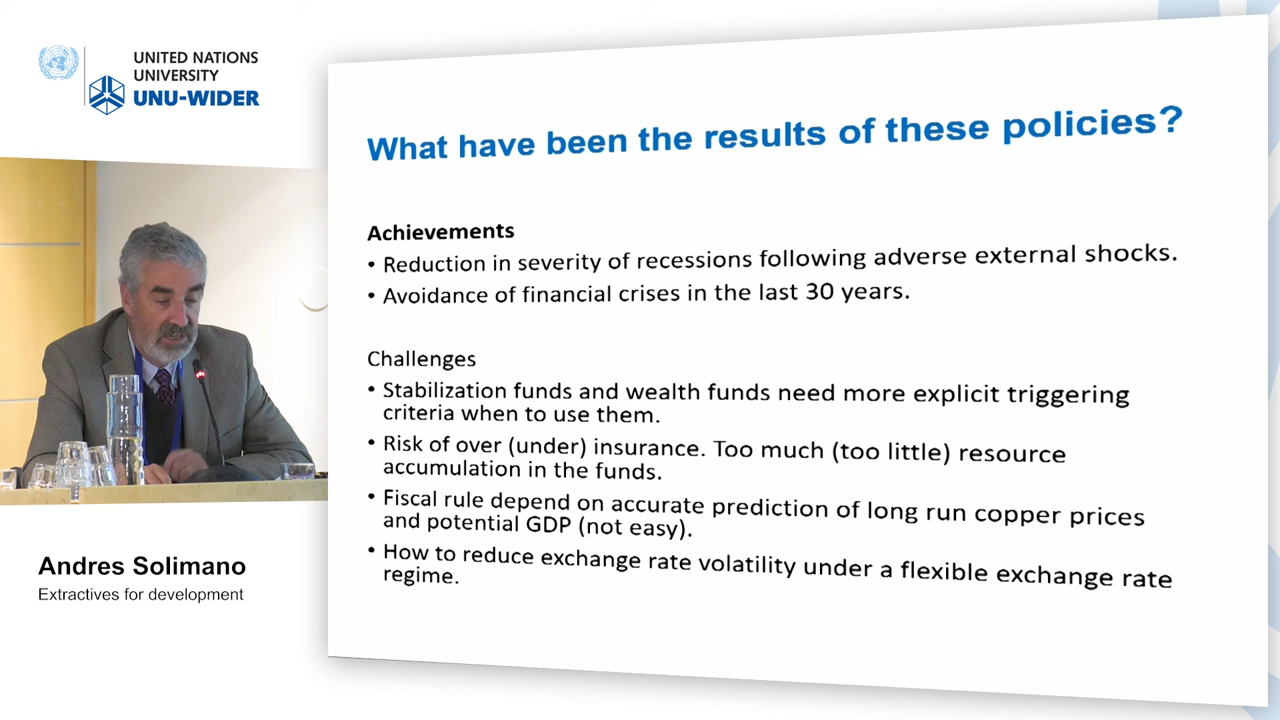 UNITED NATIONS
UNIVERSITY
UNU-WIDER
What have been the results of these policies?
Achievements
• Reduction in severity of recessions following adverse external shocks.
• Avoidance of financial crises in the last 30 years.
Challenges
• Stabilization funds and wealth funds need more explicit triggering
criteria when to use them.
• Risk of over (under) insurance. Too much (too little) resource
accumulation in the funds.
• Fiscal rule depend on accurate prediction of long run copper prices
and potential GDP (not easy).
• How to reduce exchange rate volatility under a flexible exchange rate
regime.
Andres Solimano
Extractives for development